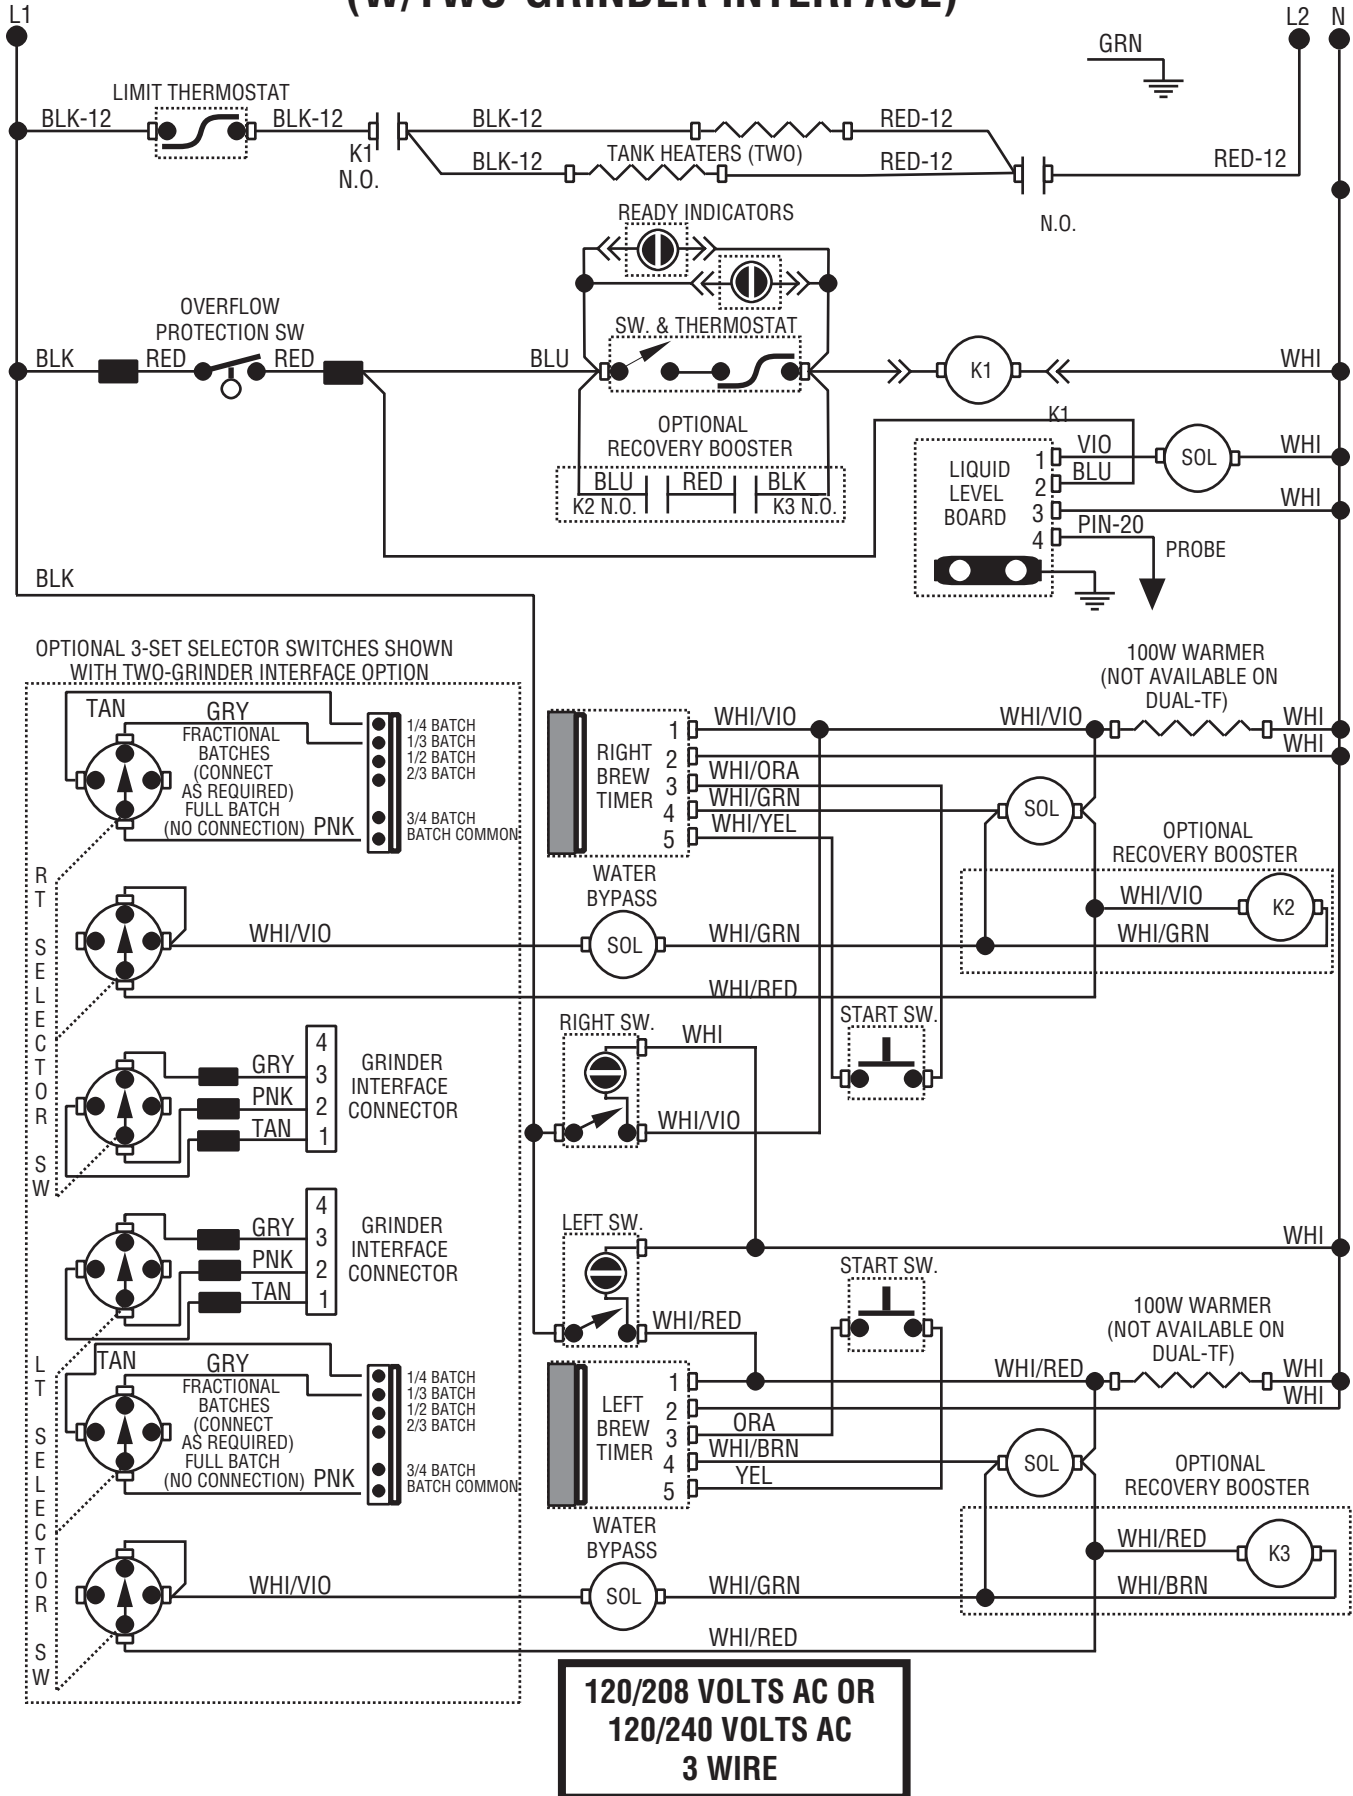 (W/TWO-GRINDER INTERFACE)
L1
L2 N
GRN
LIMIT THERMOSTAT
BLK-12
BLK-12
K1
N.O.
BLK-12
BLK-12
TANK HEATERS (TWO)
RED-12
RED-12
RED-12
N.O.
READY INDICATORS
OVERFLOW
PROTECTION SW
SW. & THERMOSTAT
BLK
RED
RED
BLU
K1
WHI
K1
OPTIONAL
RECOVERY BOOSTER
BLU
RED
BLK
K2 N.O.
K3 N.O.
LIQUID
LEVEL
BOARD
1
2
3
4
VIO
BLU
SOL
WHI
WHI
PIN-20
PROBE
BLK
OPTIONAL 3-SET SELECTOR SWITCHES SHOWN
WITH TWO-GRINDER INTERFACE OPTION
TAN
GRY
FRACTIONAL
BATCHES
(CONNECT
AS REQUIRED)
FULL BATCH
(NO CONNECTION)
PNK
1/4 BATCH
1/3 BATCH
1/2 BATCH
2/3 BATCH
3/4 BATCH
BATCH COMMON
RIGHT
BREW
TIMER
1
2
3
4
5
WHI/VIO
WHI/ORA
WHI/GRN
WHI/YEL
WHI/VIO
100W WARMER
(NOT AVAILABLE ON
DUAL-TF)
WHI
WHI
SOL
OPTIONAL
RECOVERY BOOSTER
WHI/VIO
K2
WHI/GRN
RT SELECTOR SW
WHI/VIO
WATER
BYPASS
SOL
WHI/GRN
WHI/RED
RIGHT SW.
WHI
WHI/VIO
START SW.
GRY
PNK
TAN
4
3
2
1
GRINDER
INTERFACE
CONNECTOR
GRY
PNK
TAN
4
3
2
1
GRINDER
INTERFACE
CONNECTOR
LEFT SW.
WHI
WHI/RED
START SW.
LT SELECTOR SW
TAN
GRY
FRACTIONAL
BATCHES
(CONNECT
AS REQUIRED)
FULL BATCH
(NO CONNECTION)
PNK
1/4 BATCH
1/3 BATCH
1/2 BATCH
2/3 BATCH
3/4 BATCH
BATCH COMMON
LEFT
BREW
TIMER
1
2
3
4
5
ORA
WHI/BRN
YEL
WHI/RED
100W WARMER
(NOT AVAILABLE ON
DUAL-TF)
WHI
WHI
SOL
OPTIONAL
RECOVERY BOOSTER
WHI/RED
K3
WHI/BRN
WHI/VIO
WATER
BYPASS
SOL
WHI/GRN
WHI/RED
120/208 VOLTS AC OR
120/240 VOLTS AC
3 WIRE